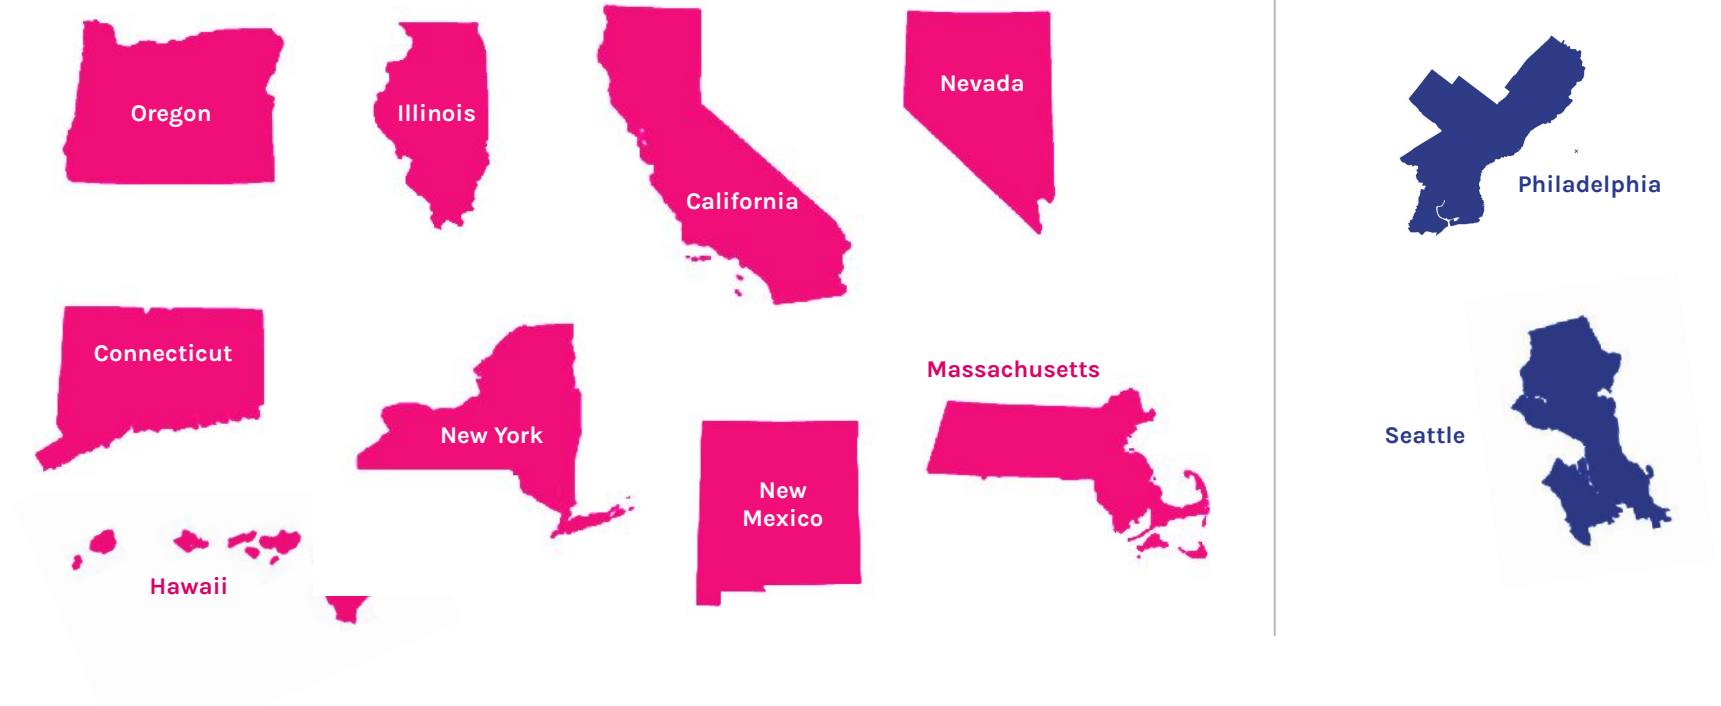 Oregon
Illinois
California
Nevada
Philadelphia
Connecticut
New York
Massachusetts
New
Mexico
Seattle
Hawaii